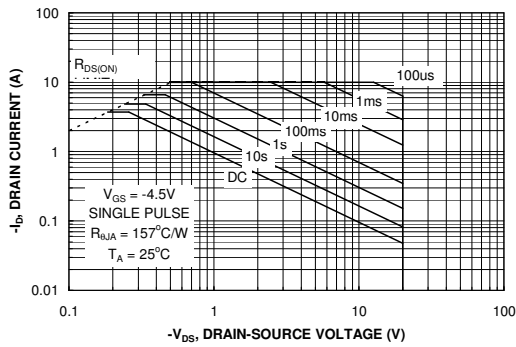 100
10
1
0.1
0.01
-I_D, DRAIN CURRENT (A)
R_DS(ON)
100us
1ms
10ms
100ms
1s
10s
DC
V_GS = -4.5V
SINGLE PULSE
R_θJA = 157°C/W
T_A = 25°C
0.1 1 10 100
-V_DS, DRAIN-SOURCE VOLTAGE (V)